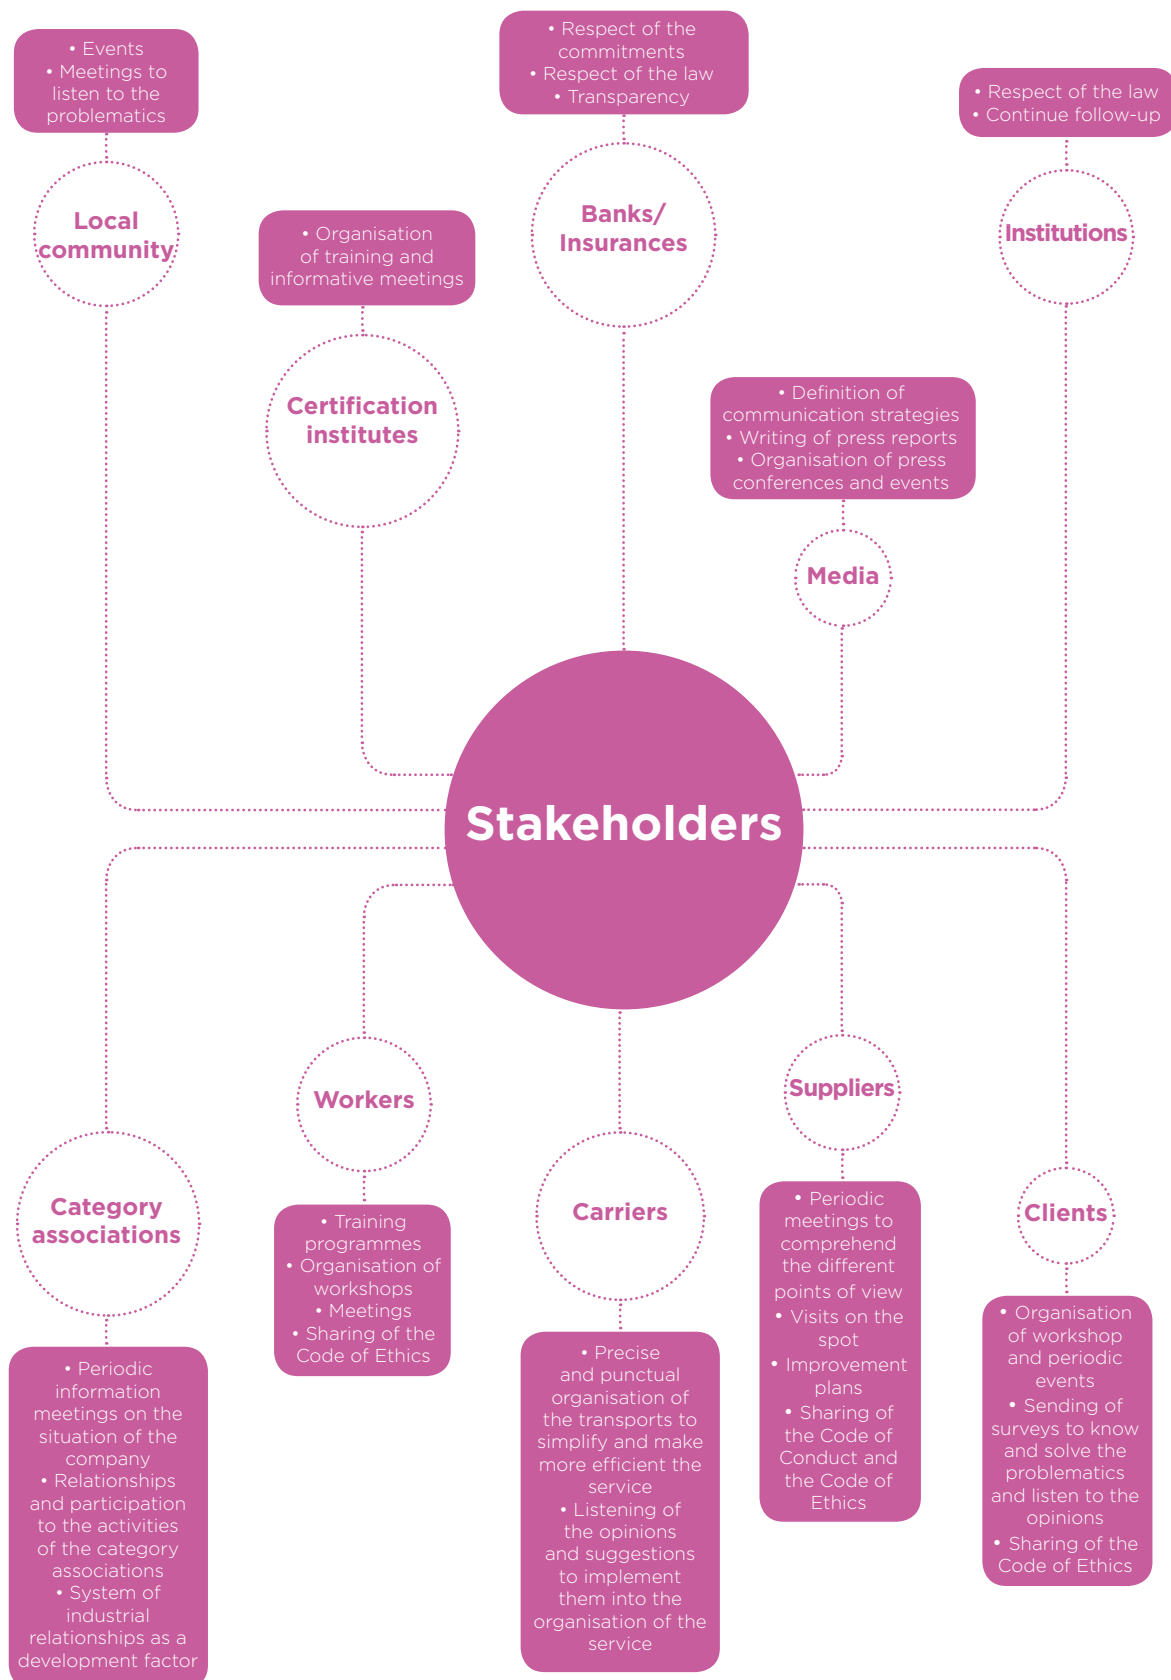 • Events
• Meetings to
listen to the
problematics
Local
community
• Organisation
of training and
informative meetings
Certification
institutes
• Respect of the
commitments
• Respect of the law
• Transparency
Banks/
Insurances
• Definition of
communication strategies
• Writing of press reports
• Organisation of press
conferences and events
Media
• Respect of the law
• Continue follow-up
Institutions
Stakeholders
Category
associations
• Periodic
information
meetings on the
situation of the
company
• Relationships
and participation
to the activities
of the category
associations
• System of
industrial
relationships as a
development factor
Workers
• Training
programmes
• Organisation of
workshops
• Meetings
• Sharing of the
Code of Ethics
Carriers
• Precise
and punctual
organisation of
the transports to
simplify and make
more efficient the
service
• Listening of
the opinions
and suggestions
to implement
them into the
organisation of the
service
Suppliers
• Periodic
meetings to
comprehend
the different
points of view
• Visits on the
spot
• Improvement
plans
• Sharing of
the Code of
Conduct and
the Code of
Ethics
Clients
• Organisation
of workshop
and periodic
events
• Sending of
surveys to know
and solve the
problematics
and listen to the
opinions
• Sharing of the
Code of Ethics